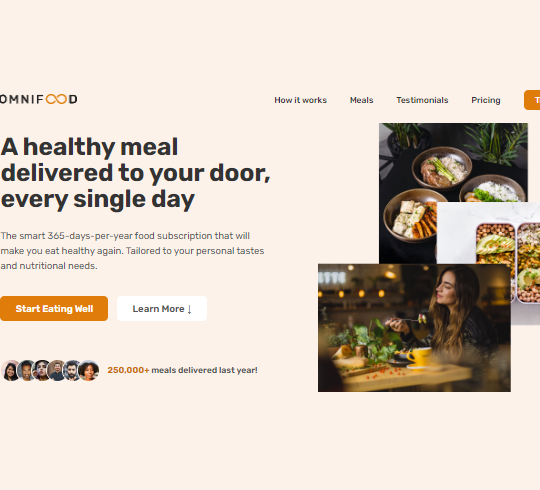 OMNIFOOD
How it works Meals Testimonials Pricing
A healthy meal
delivered to your door,
every single day
The smart 365-days-per-year food subscription that will
make you eat healthy again. Tailored to your personal tastes
and nutritional needs.
Start Eating Well Learn More ↓
250,000+ meals delivered last year!